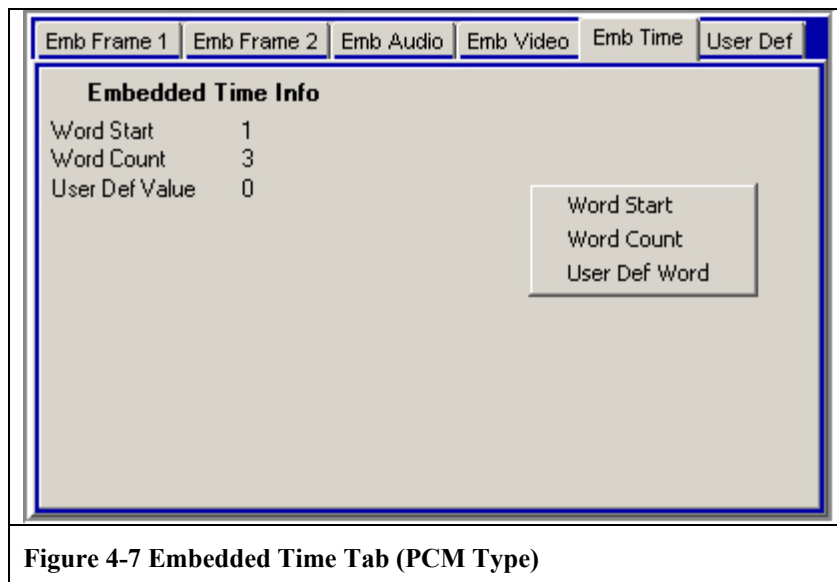 Emb Frame 1 Emb Frame 2 Emb Audio Emb Video Emb Time User Def
Embedded Time Info
Word Start 1
Word Count 3
User Def Value 0
Word Start
Word Count
User Def Word
Figure 4-7 Embedded Time Tab (PCM Type)